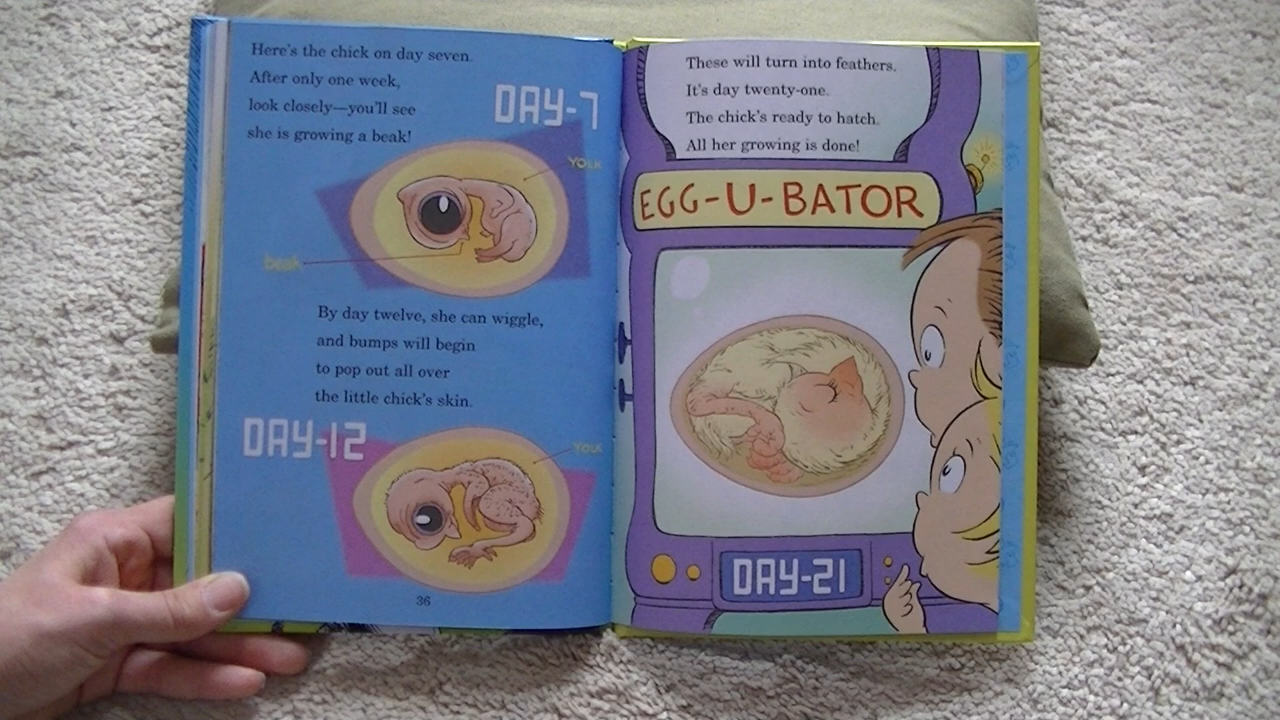 Here's the chick on day seven.
After only one week,
look closely—you'll see
she is growing a beak!
DAY-7
YOLK
beak
By day twelve, she can wiggle,
and bumps will begin
to pop out all over
the little chick's skin.
DAY-12
YOLK
36
These will turn into feathers.
It's day twenty-one.
The chick's ready to hatch.
All her growing is done!
EGG-U-BATOR
DAY-21